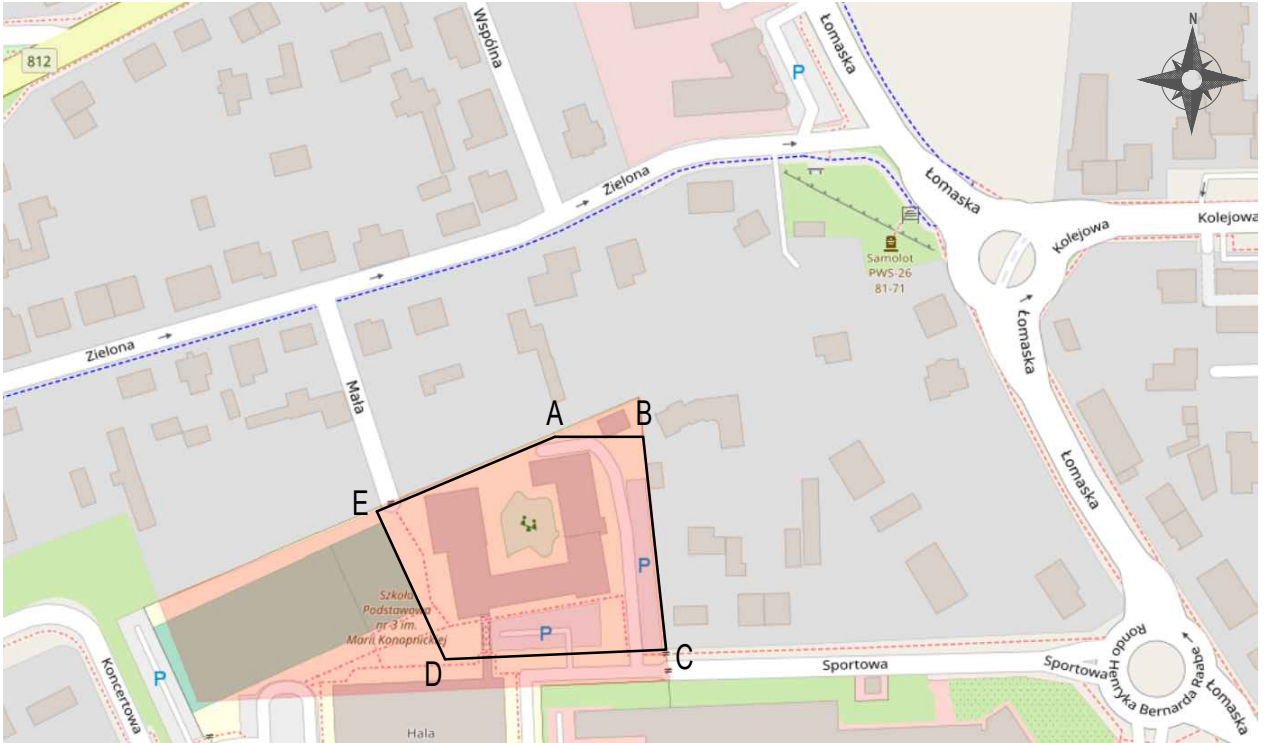 Wspólna
Łomaska
N
812
P
Zielona
Łomaska
Kolejowa
Kolejowa
Samolot
PWS-26
81-71
Zielona
Łomaska
Mała
A
B
E
Łomaska
P
Szkoła
Podstawowa
nr 3 im.
Marii Konopnickiej
P
D
C
Sportowa
Sportowa
Rondo Henryka Bernarda Raabe
Łomaska
Koncertowa
P
Hala